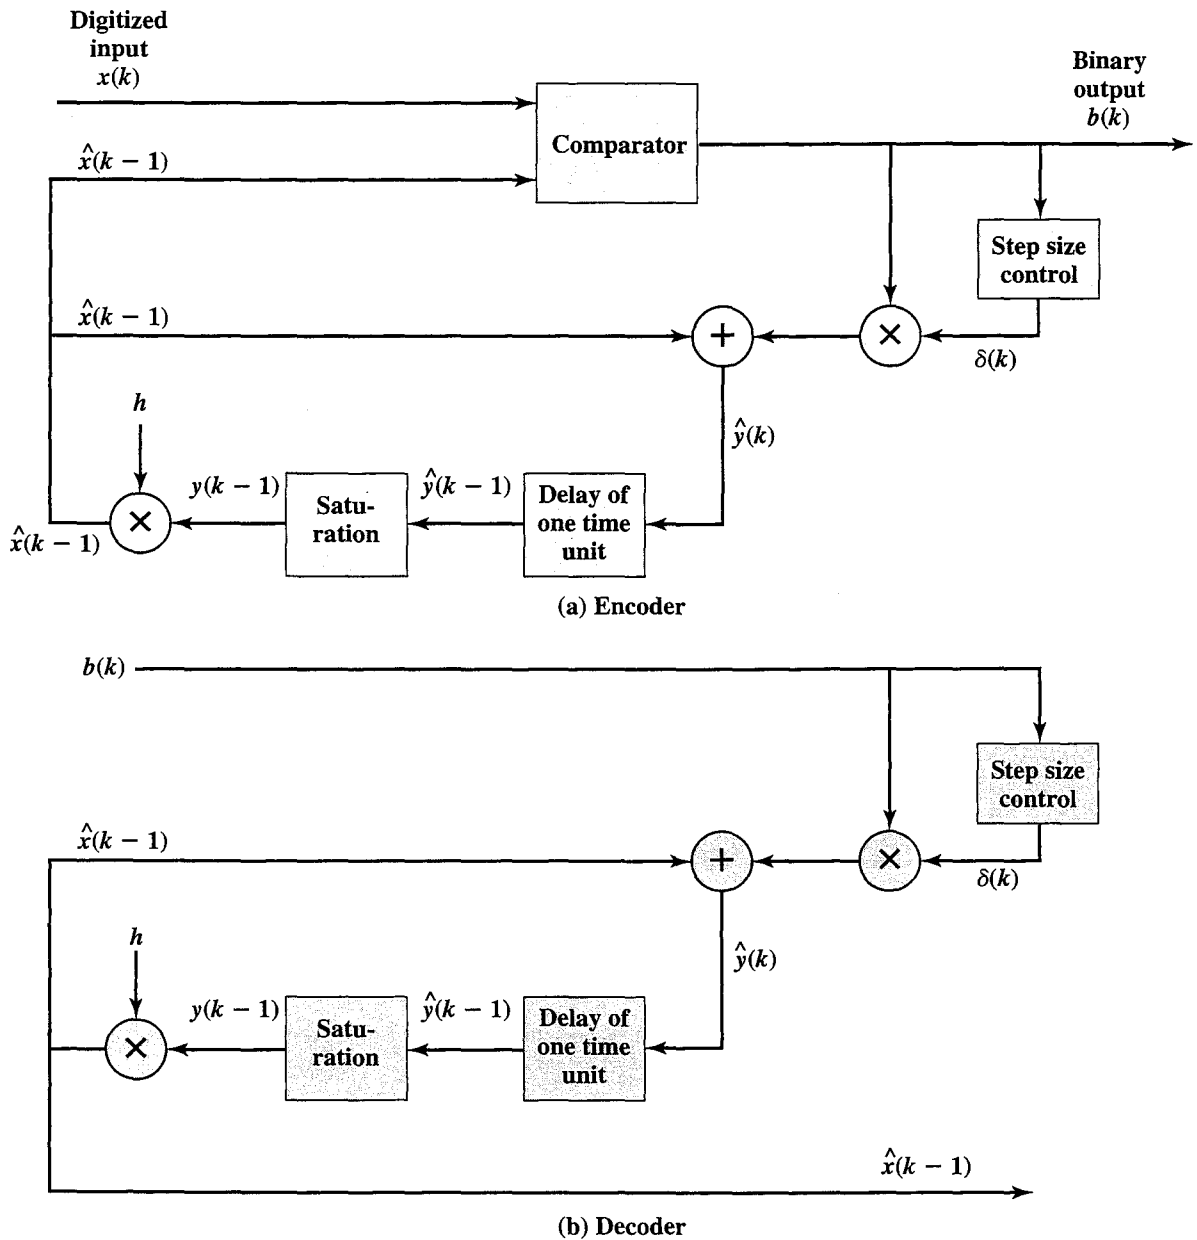 Digitized
input
x(k)
Binary
output
b(k)
Comparator
x̂(k − 1)
Step size
control
x̂(k − 1)
+
×
δ(k)
h
ŷ(k)
y(k − 1)
ŷ(k − 1)
Satu-
ration
Delay of
one time
unit
×
x̂(k − 1)
(a) Encoder
b(k)
Step size
control
x̂(k − 1)
+
×
δ(k)
h
ŷ(k)
y(k − 1)
ŷ(k − 1)
Satu-
ration
Delay of
one time
unit
×
x̂(k − 1)
(b) Decoder